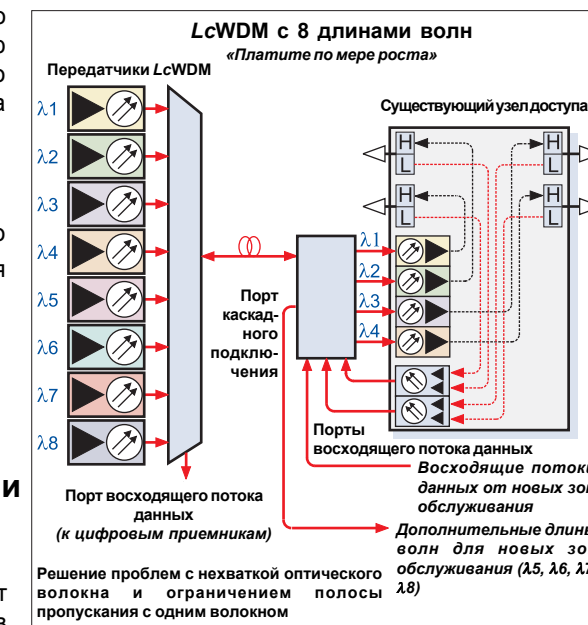 LcWDM с 8 длинами волн
«Платите по мере роста»
Передатчики LcWDM
Существующий узел доступа
λ1
λ2
λ3
λ4
λ5
λ6
λ7
λ8
H
L
H
L
H
L
H
L
λ1
λ2
λ3
λ4
Порт
каскад-
ного
подклю-
чения
Порты
восходящего потока данных
Восходящие потоки
данных от новых
обслуживания
Порт восходящего потока
данных
(к цифровым приемникам)
Дополнительные длины
волн для новых
обслуживания (λ5, λ6,
λ8)
Решение проблем с нехваткой оптического
волокна и ограничением полосы
пропускания с одним волокном